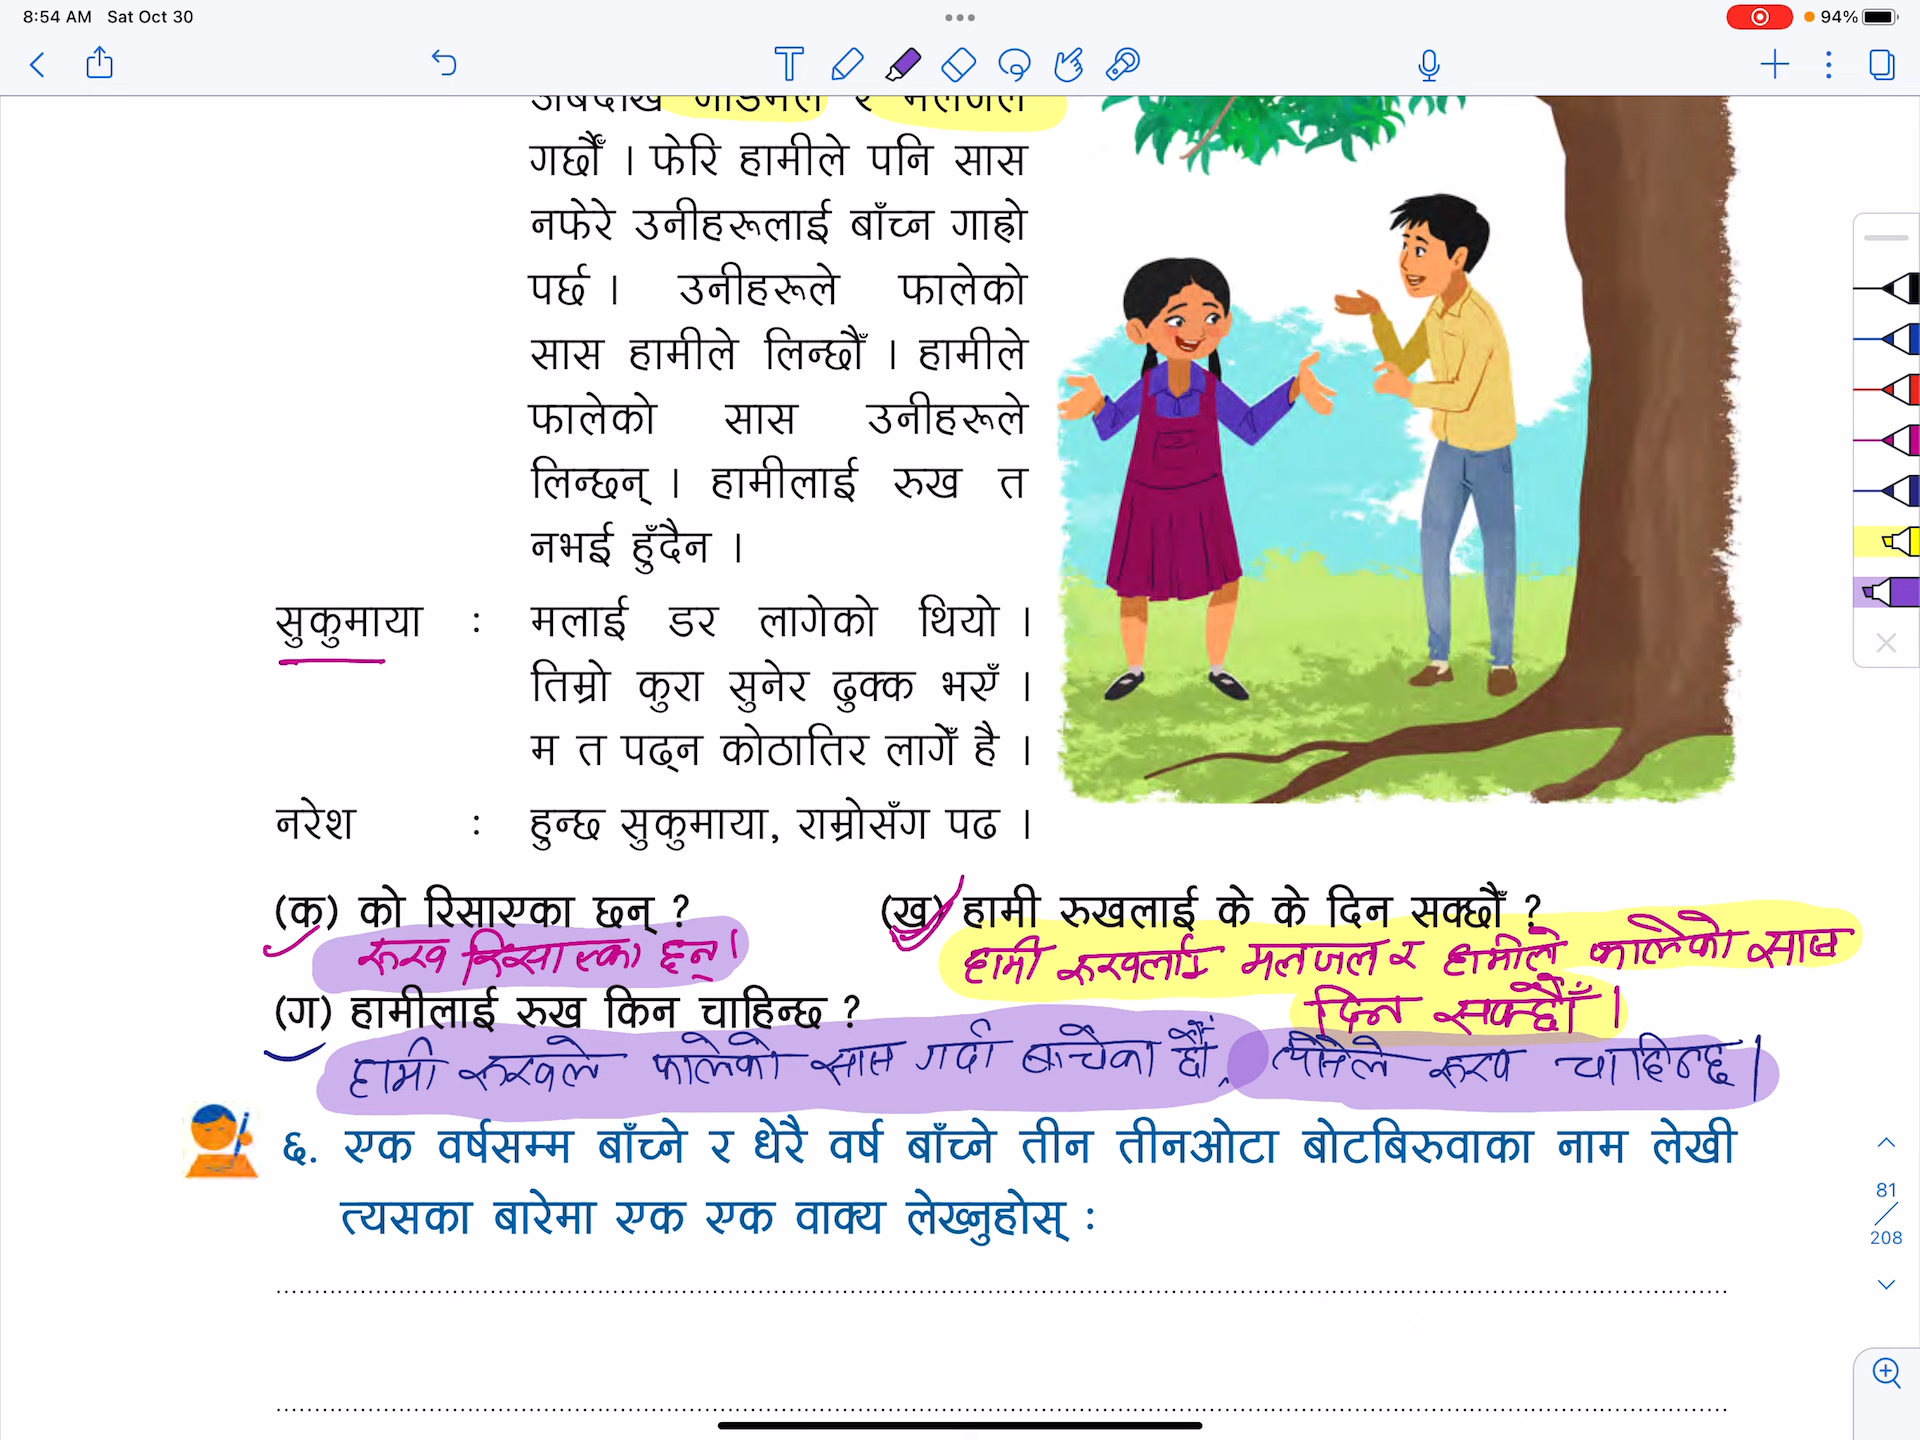 8:54 AM Sat Oct 30
94%
गर्छौँ । फेरि हामीले पनि सास
नफेरे उनीहरूलाई बाँच्न गाह्रो
पर्छ । उनीहरूले फालेको
सास हामीले लिन्छौँ । हामीले
फालेको सास उनीहरूले
लिन्छन् । हामीलाई रुख त
नभई हुँदैन ।
सुकुमाया : मलाई डर लागेको थियो ।
तिम्रो कुरा सुनेर ढुक्क भएँ ।
म त पढ्न कोठातिर लागेँ है ।
नरेश : हुन्छ सुकुमाया, राम्रोसँग पढ ।
(क) को रिसाएका छन् ? (ख) हामी रुखलाई के के दिन सक्छौँ ?
रूख रिसाएका छन् । हामी रूखलाई मलजल र हामीले फालेको सास
दिन सक्छौँ ।
(ग) हामीलाई रुख किन चाहिन्छ ?
हामी रूखले फालेको सास गर्दा बाँचेका छौँ, त्यसैले रूख चाहिन्छ ।
६. एक वर्षसम्म बाँच्ने र धेरै वर्ष बाँच्ने तीन तीनओटा बोटबिरुवाका नाम लेखी
त्यसका बारेमा एक एक वाक्य लेख्नुहोस् :
81
208